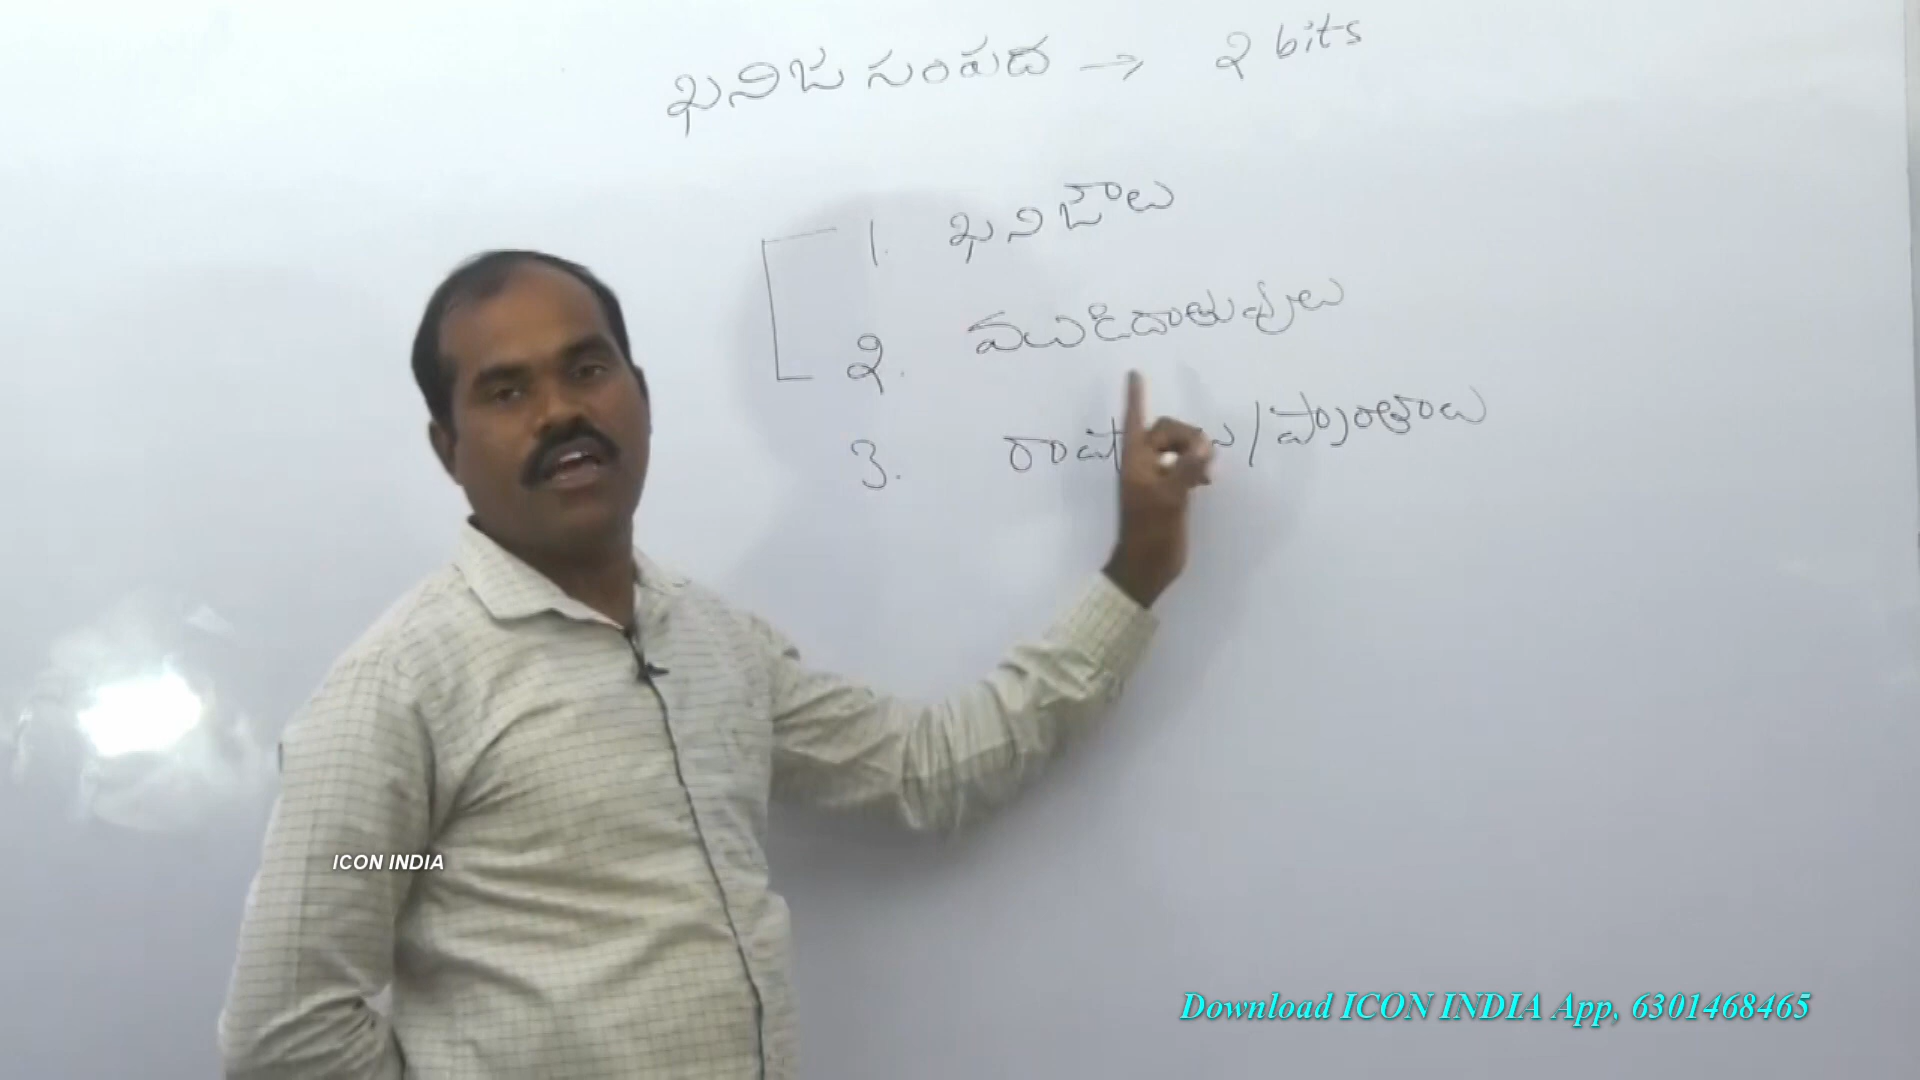 ఖనిజ సంపద → 2 bits
1. ఖనిజాలు
2. ముడిదాతువులు
3. / ప్రాంతాలు
ICON INDIA
Download ICON INDIA App, 6301468465